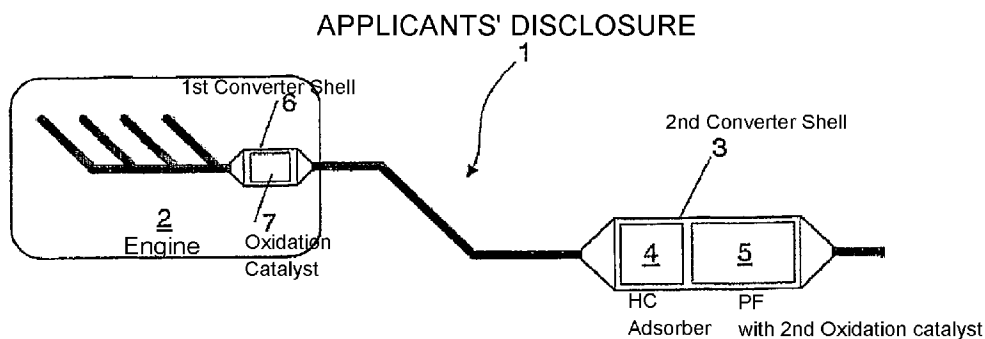 APPLICANTS' DISCLOSURE
1
1st Converter Shell
6
2nd Converter Shell
3
2
Engine
7
Oxidation
Catalyst
4
5
HC
Adsorber
PF
with 2nd Oxidation catalyst